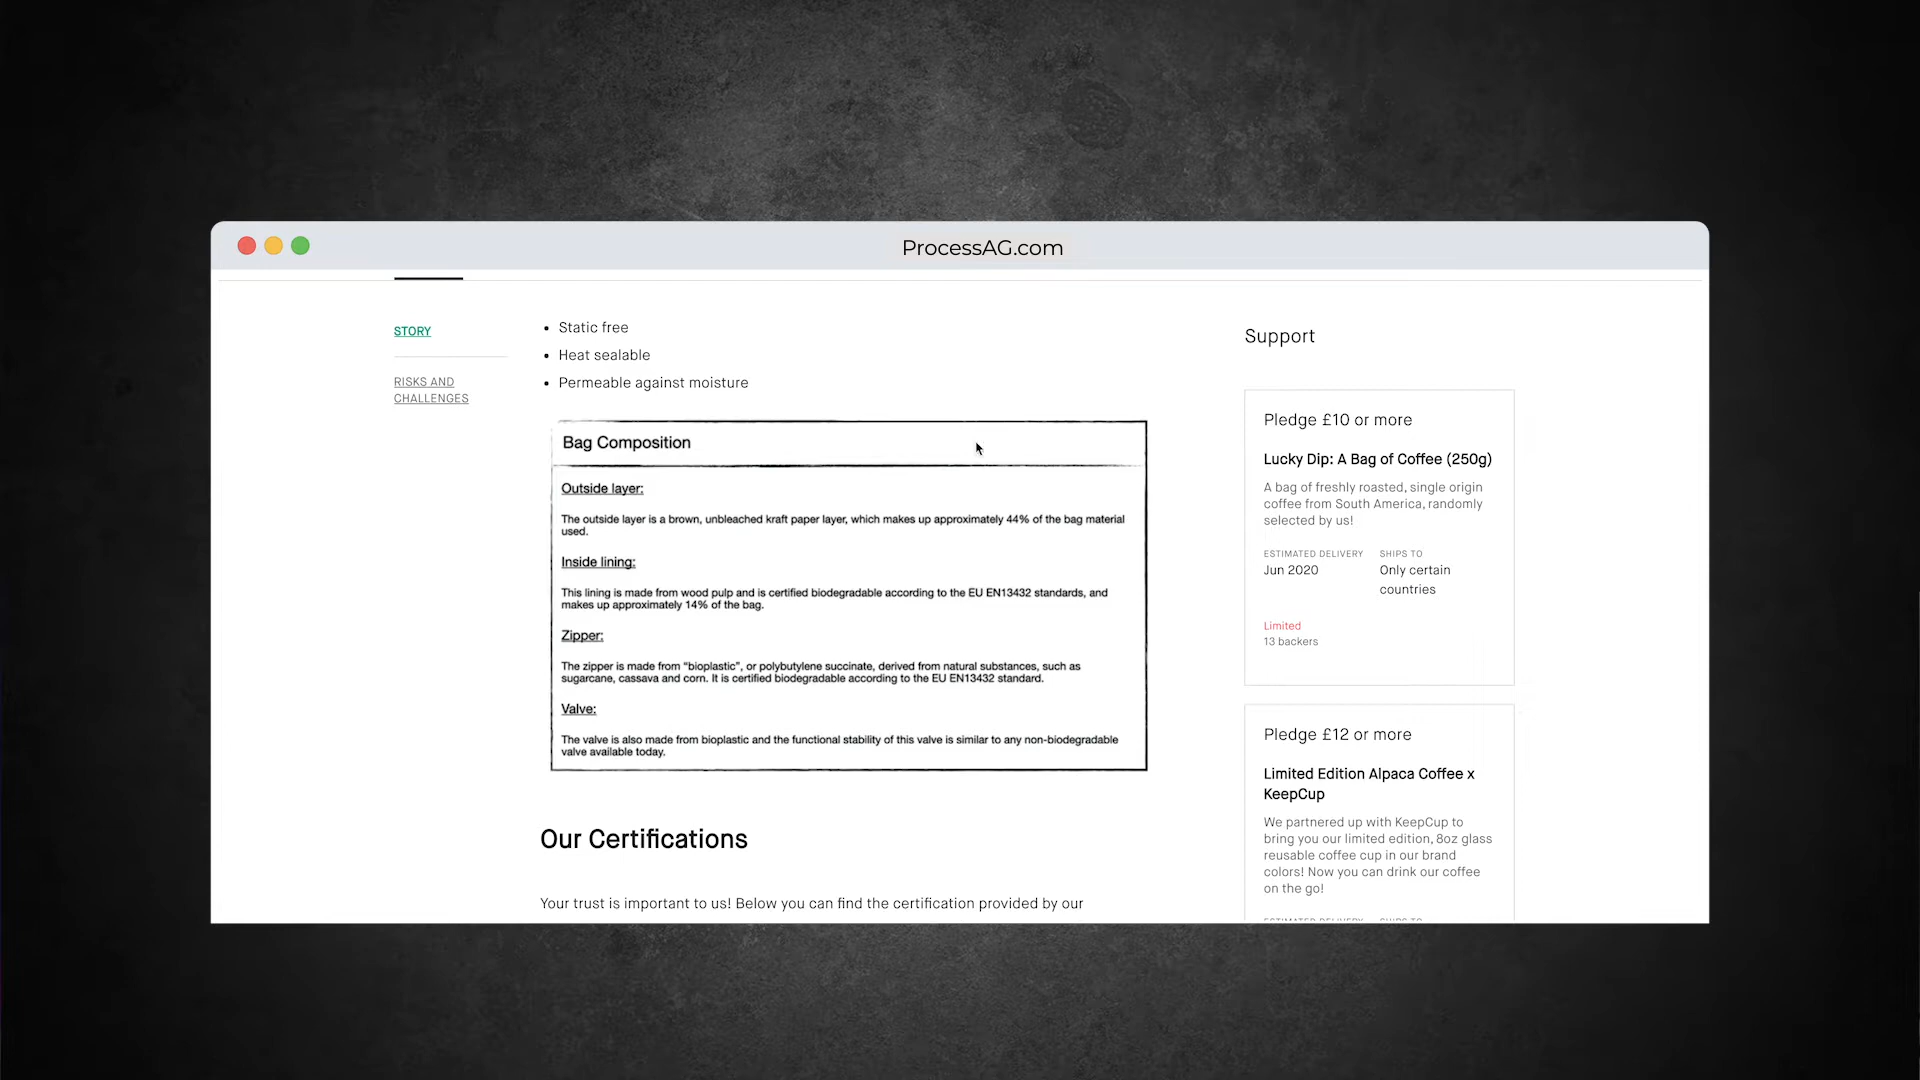 ProcessAG.com
STORY
RISKS AND
CHALLENGES
Static free
Heat sealable
Permeable against moisture
Bag Composition
Outside layer:
The outside layer is a brown, unbleached kraft paper layer, which makes up approximately 44% of the bag material
used.
Inside lining:
This lining is made from wood pulp and is certified biodegradable according to the EU EN13432 standards, and
makes up approximately 14% of the bag.
Zipper:
The zipper is made from “bioplastic”, or polybutylene succinate, derived from natural substances, such as
sugarcane, cassava and corn. It is certified biodegradable according to the EU EN13432 standard.
Valve:
The valve is also made from bioplastic and the functional stability of this valve is similar to any non-biodegradable
valve available today.
Our Certifications
Your trust is important to us! Below you can find the certification provided by our
Support
Pledge £10 or more
Lucky Dip: A Bag of Coffee (250g)
A bag of freshly roasted, single origin
coffee from South America, randomly
selected by us!
ESTIMATED DELIVERY SHIPS TO
Jun 2020 Only certain
countries
Limited
13 backers
Pledge £12 or more
Limited Edition Alpaca Coffee x
KeepCup
We partnered up with KeepCup to
bring you our limited edition, 8oz glass
reusable coffee cup in our brand
colors! Now you can drink our coffee
on the go!
ESTIMATED DELIVERY SHIPS TO